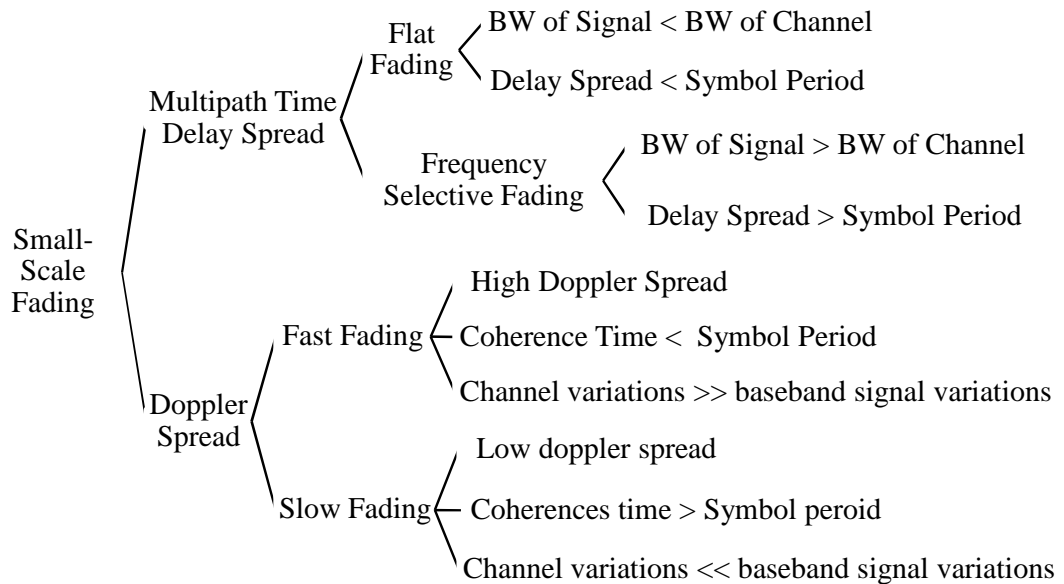 Small-
Scale
Fading
Multipath Time
Delay Spread
Flat
Fading
BW of Signal < BW of Channel
Delay Spread < Symbol Period
Frequency
Selective Fading
BW of Signal > BW of Channel
Delay Spread > Symbol Period
Doppler
Spread
Fast Fading
High Doppler Spread
Coherence Time < Symbol Period
Channel variations >> baseband signal variations
Slow Fading
Low doppler spread
Coherences time > Symbol peroid
Channel variations << baseband signal variations